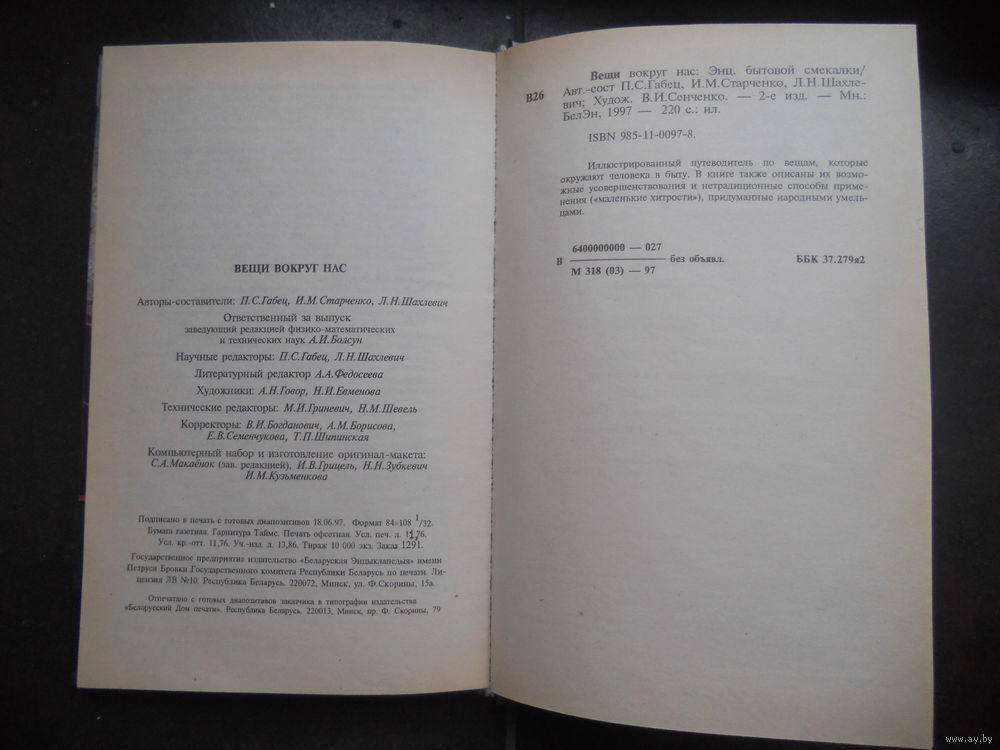 ВЕЩИ ВОКРУГ НАС
Авторы-составители: П.С.Габец, И.М.Старченко, Л.Н.Шахлевич
Ответственный за выпуск
заведующий редакцией физико-математических
и технических наук А.И.Болсун
Научные редакторы: П.С.Габец, Л.Н.Шахлевич
Литературный редактор А.А.Федосеева
Художники: А.Н.Говор, Н.И.Евменова
Технические редакторы: М.И.Гриневич, Н.М.Шевель
Корректоры: В.И.Богданович, А.М.Борисова,
Е.В.Семенчукова, Т.П.Шипинская
Компьютерный набор и изготовление оригинал-макета:
С.А.Макаёнок (зав. редакцией), И.В.Грицель, Н.Н.Зубкевич
И.М.Кузьменкова
Подписано в печать с готовых диапозитивов 18.06.97. Формат 84×108 1/32.
Бумага газетная. Гарнитура Таймс. Печать офсетная. Усл. печ. л. 11,76.
Усл. кр.-отт. 11,76. Уч.-изд. л. 13,86. Тираж 10 000 экз. Заказ 1291.
Государственное предприятие издательство «Беларуская Энцыклапедыя» имени
Петруся Бровки Государственного комитета Республики Беларусь по печати. Ли-
цензия ЛВ №10. Республика Беларусь. 220072, Минск, ул. Ф.Скорины, 15а.
Отпечатано с готовых диапозитивов заказчика в типографии издательства
«Белорусский Дом печати». Республика Беларусь. 220013, Минск, пр. Ф. Скорины, 79
Вещи вокруг нас: Энц. бытовой смекалки/
В26 Авт.-сост П.С.Габец, И.М.Старченко, Л.Н.Шахле-
вич; Худож. В.И.Сенченко. — 2-е изд. — Мн.:
БелЭн, 1997 — 220 с.: ил.
ISBN 985-11-0097-8.
Иллюстрированный путеводитель по вещам, которые
окружают человека в быту. В книге также описаны их возмо-
жные усовершенствования и нетрадиционные способы приме-
нения («маленькие хитрости»), придуманные народными умель-
цами.
6400000000 — 027
В без объявл. ББК 37.279я2
М 318 (03) — 97
www.ay.by